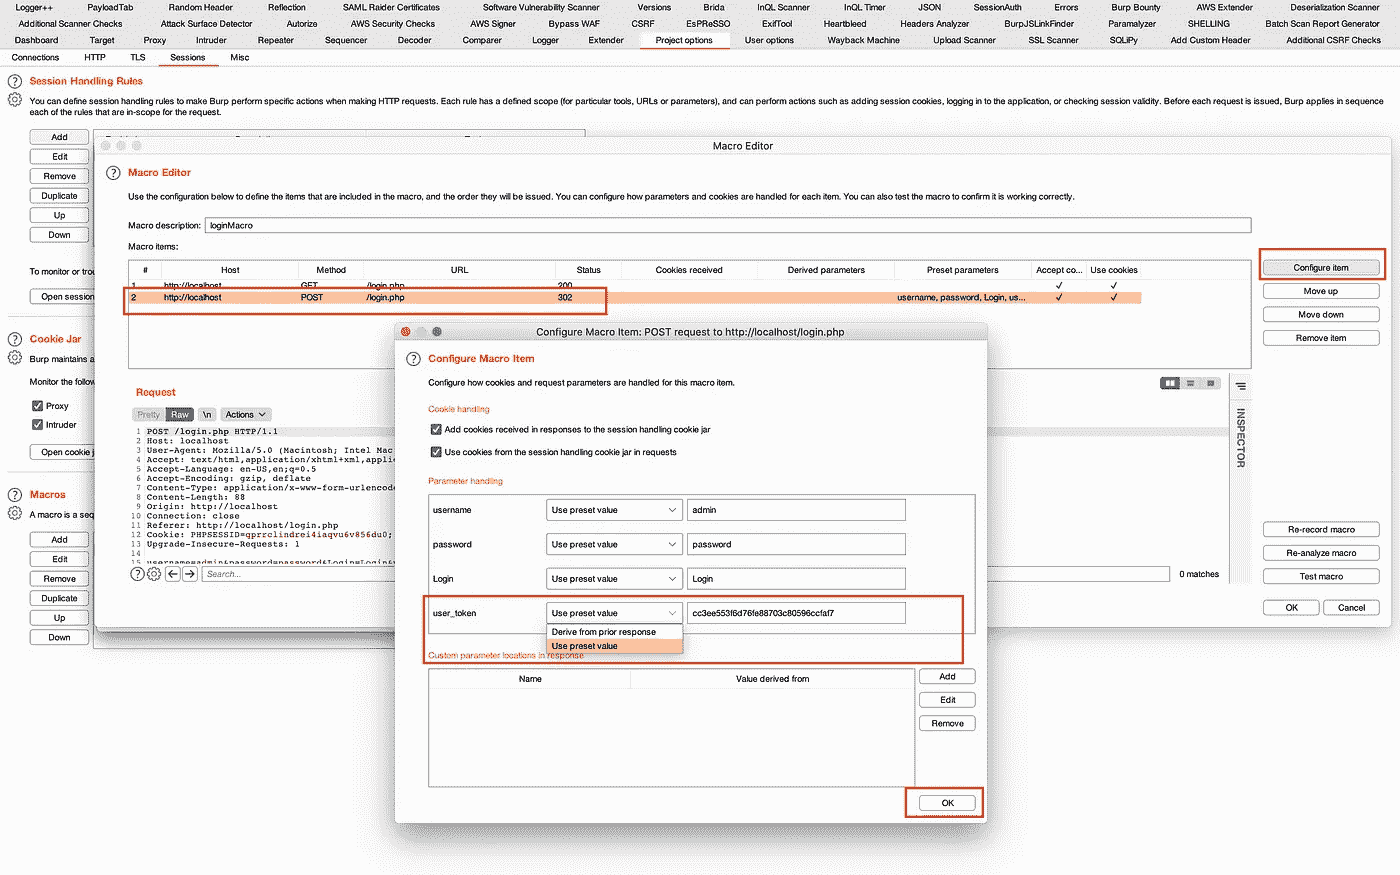 Logger++ PayloadTab Random Header Reflection SAML Raider Certificates Software Vulnerability Scanner Versions Brida InQL Scanner InQL Timer JSON SessionAuth Errors Burp Bounty AWS Extender Deserialization Scanner
Additional Scanner Checks Attack Surface Detector Autorize AWS Security Checks AWS Signer Bypass WAF CSRF EsPReSSO ExifTool Heartbleed Headers Analyzer BurpJSLinkFinder Paramalyzer SHELLING Batch Scan Report Generator
Dashboard Target Proxy Intruder Repeater Sequencer Decoder Comparer Logger Extender Project options User options Wayback Machine Upload Scanner SSL Scanner SQLiPy Add Custom Header Additional CSRF Checks
Connections HTTP TLS Sessions Misc
Session Handling Rules
You can define session handling rules to make Burp perform specific actions when making HTTP requests. Each rule has a defined scope (for particular tools, URLs or parameters), and can perform actions such as adding session cookies, logging in to the application, or checking session validity. Before each request is issued, Burp applies in sequence
each of the rules that are in-scope for the request.
Add
Edit
Remove
Duplicate
Up
Down
To monitor or trou
Open session
Cookie Jar
Burp maintains a
Monitor the follow
Proxy
Intruder
Open cookie j
Macros
A macro is a seq
Add
Edit
Remove
Duplicate
Up
Down
Macro Editor
Macro Editor
Use the configuration below to define the items that are included in the macro, and the order they will be issued. You can configure how parameters and cookies are handled for each item. You can also test the macro to confirm it is working correctly.
Macro description: loginMacro
Macro items:
# Host Method URL Status Cookies received Derived parameters Preset parameters Accept co... Use cookies
1 http://localhost GET /login.php 200 ✓ ✓
2 http://localhost POST /login.php 302 username, password, Login, us... ✓ ✓
Configure item
Move up
Move down
Remove item
Request
Pretty Raw \n Actions
1 POST /login.php HTTP/1.1
2 Host: localhost
3 User-Agent: Mozilla/5.0 (Macintosh; Intel Mac
4 Accept: text/html,application/xhtml+xml,applic
5 Accept-Language: en-US,en;q=0.5
6 Accept-Encoding: gzip, deflate
7 Content-Type: application/x-www-form-urlencode
8 Content-Length: 88
9 Origin: http://localhost
10 Connection: close
11 Referer: http://localhost/login.php
12 Cookie: PHPSESSID=qprrclindrei4iaqvu6v856du0;
13 Upgrade-Insecure-Requests: 1
14
15 username=admin&password=password&Login=Login&u
Search...
0 matches
INSPECTOR
Re-record macro
Re-analyze macro
Test macro
OK Cancel
Configure Macro Item: POST request to http://localhost/login.php
Configure Macro Item
Configure how cookies and request parameters are handled for this macro item.
Cookie handling
Add cookies received in responses to the session handling cookie jar
Use cookies from the session handling cookie jar in requests
Parameter handling
username Use preset value admin
password Use preset value password
Login Use preset value Login
user_token Use preset value cc3ee553f6d76fe88703c80596ccfaf7
Derive from prior response
Use preset value
Custom parameter locations in response
Name Value derived from
Add
Edit
Remove
OK